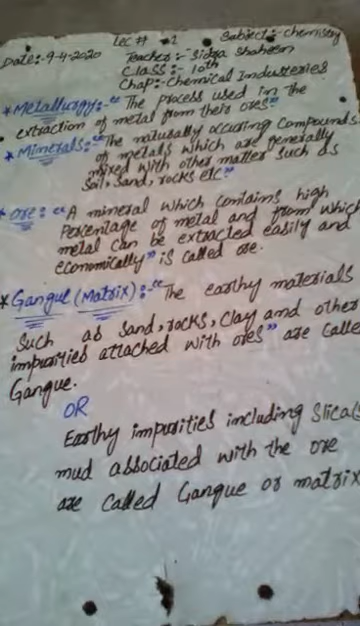 Lec # 1 Subject:- chemistry
Date:- 9-4-2020 Teacher:- Sidra Shaheen
Class:- 10th
Chap:- Chemical Industeries
* Metallurgy:- "The process used in the
extraction of metal from their ores"
* Minerals:- "The naturally occuring Compounds
of metals which are generally
mixed with other matter such as
Soil, Sand, rocks etc"
* Ore: "A mineral which contains high
Percentage of metal and from which
metal can be extracted easily and
economically" is called ore.
* Gangue (Matrix):- "The earthy materials
Such as Sand, rocks, Clay and other
impurities attached with ores" are calle
Gangue.
OR
Earthy impurities including Slical
mud associated with the ore
are called Gangue or matrix